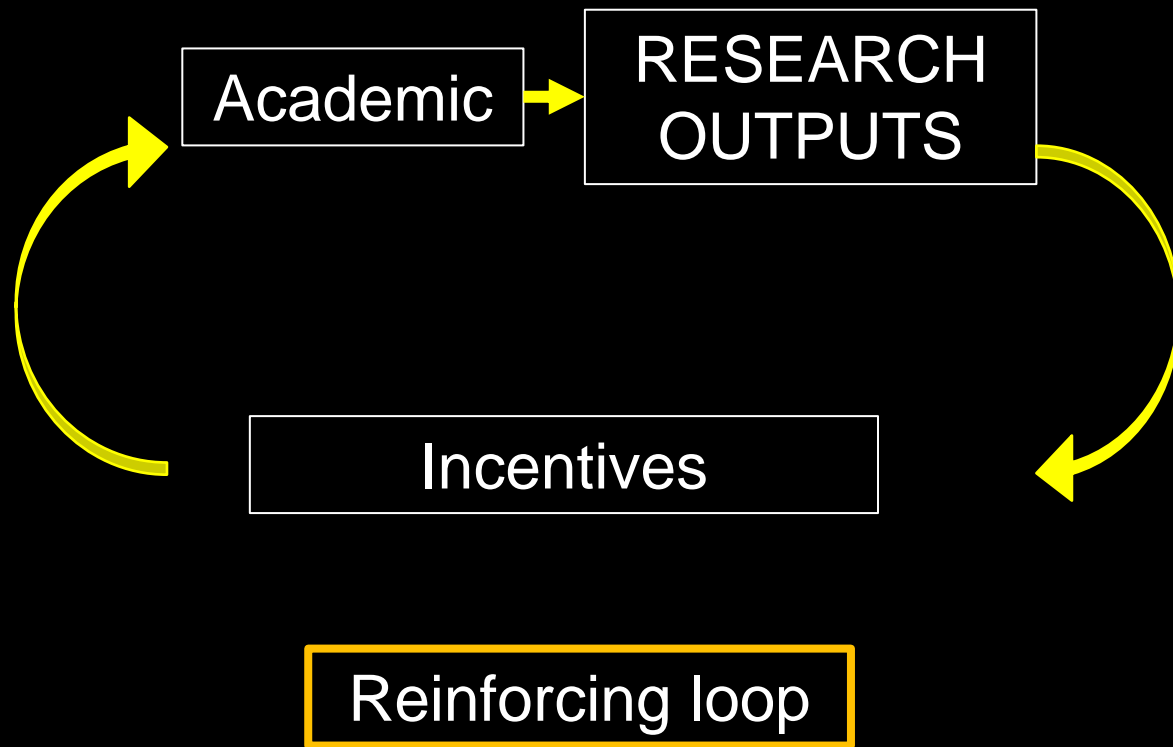 Academic
RESEARCH
OUTPUTS
Incentives
Reinforcing loop